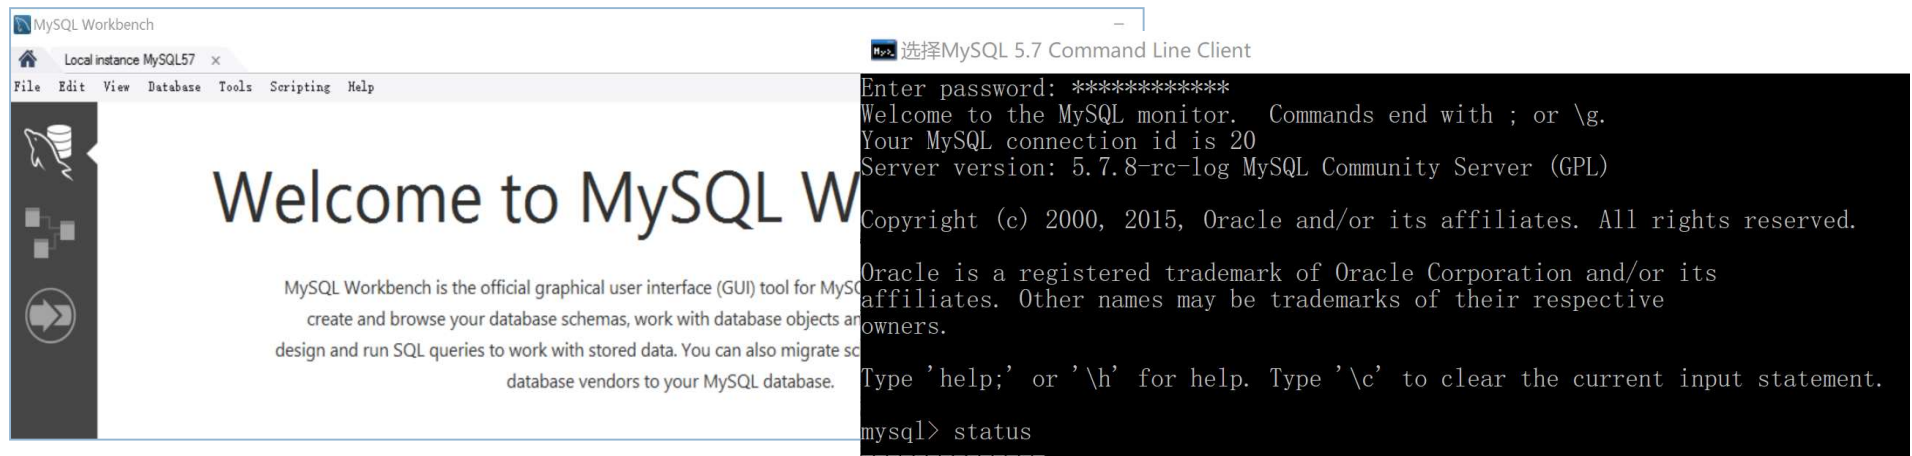 MySQL Workbench
Local instance MySQL57 ×
File Edit View Database Tools Scripting Help
Welcome to MySQL W
MySQL Workbench is the official graphical user interface (GUI) tool for MySQ
create and browse your database schemas, work with database objects an
design and run SQL queries to work with stored data. You can also migrate sc
database vendors to your MySQL database.
选择MySQL 5.7 Command Line Client
Enter password: ************
Welcome to the MySQL monitor.  Commands end with ; or \g.
Your MySQL connection id is 20
Server version: 5.7.8-rc-log MySQL Community Server (GPL)
Copyright (c) 2000, 2015, Oracle and/or its affiliates. All rights reserved.
Oracle is a registered trademark of Oracle Corporation and/or its
affiliates. Other names may be trademarks of their respective
owners.
Type 'help;' or '\h' for help. Type '\c' to clear the current input statement.
mysql> status